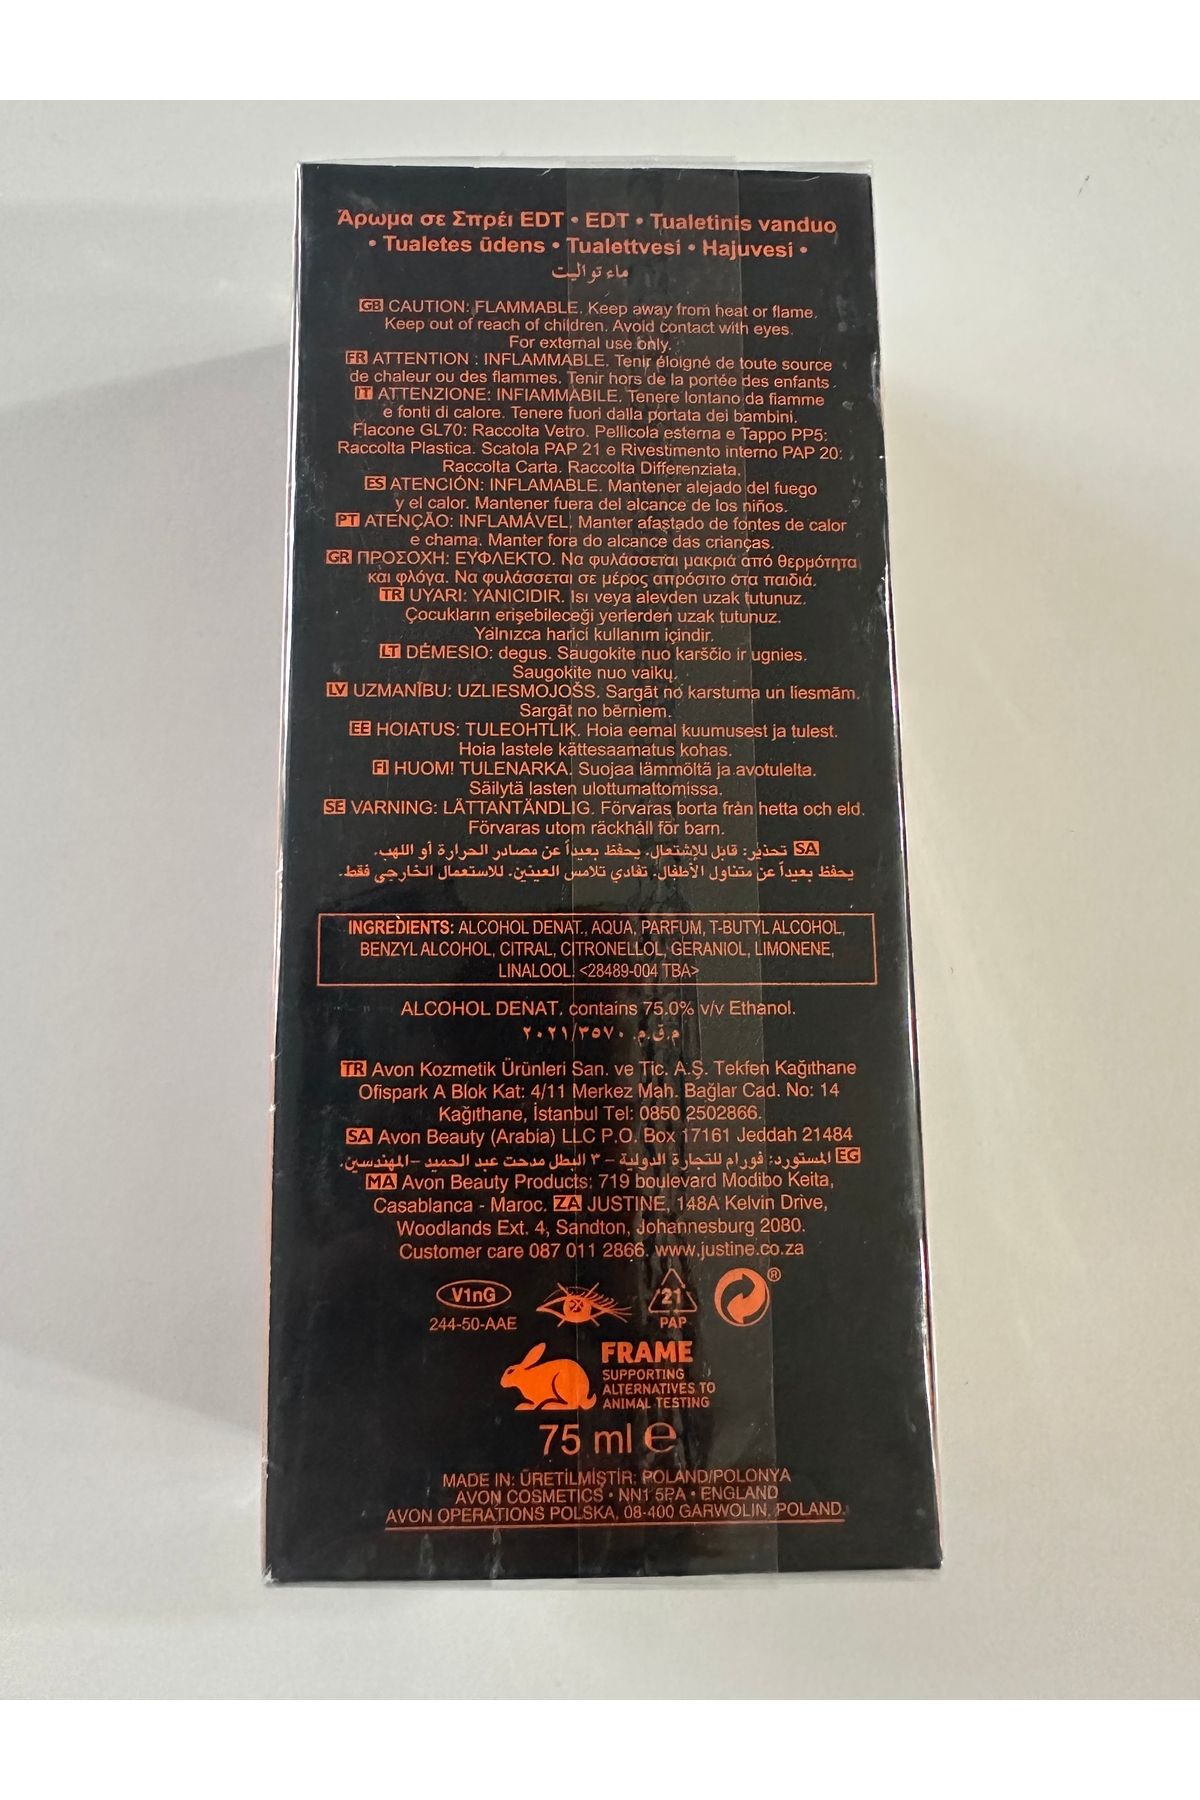 Άρωμα σε Σπρέι EDT • EDT • Tualetinis vanduo
• Tualetes ūdens • Tualettvesi • Hajuvesi •
ماء تواليت
GB CAUTION: FLAMMABLE. Keep away from heat or flame.
Keep out of reach of children. Avoid contact with eyes.
For external use only.
FR ATTENTION : INFLAMMABLE. Tenir éloigné de toute source
de chaleur ou des flammes. Tenir hors de la portée des enfants.
IT ATTENZIONE: INFIAMMABILE. Tenere lontano da fiamme
e fonti di calore. Tenere fuori dalla portata dei bambini.
Flacone GL70: Raccolta Vetro. Pellicola esterna e Tappo PP5:
Raccolta Plastica. Scatola PAP 21 e Rivestimento interno PAP 20:
Raccolta Carta. Raccolta Differenziata.
ES ATENCIÓN: INFLAMABLE. Mantener alejado del fuego
y el calor. Mantener fuera del alcance de los niños.
PT ATENÇÃO: INFLAMÁVEL. Manter afastado de fontes de calor
e chama. Manter fora do alcance das crianças.
GR ΠΡΟΣΟΧΗ: ΕΥΦΛΕΚΤΟ. Να φυλάσσεται μακριά από θερμότητα
και φλόγα. Να φυλάσσεται σε μέρος απρόσιτο στα παιδιά.
TR UYARI: YANICIDIR. Isı veya alevden uzak tutunuz.
Çocukların erişebileceği yerlerden uzak tutunuz.
Yalnızca harici kullanım içindir.
LT DĖMESIO: degus. Saugokite nuo karščio ir ugnies.
Saugokite nuo vaikų.
LV UZMANĪBU: UZLIESMOJOŠS. Sargāt no karstuma un liesmām.
Sargāt no bērniem.
EE HOIATUS: TULEOHTLIK. Hoia eemal kuumusest ja tulest.
Hoia lastele kättesaamatus kohas.
FI HUOM! TULENARKA. Suojaa lämmöltä ja avotulelta.
Säilytä lasten ulottumattomissa.
SE VARNING: LÄTTANTÄNDLIG. Förvaras borta från hetta och eld.
Förvaras utom räckhåll för barn.
SA تحذير: قابل للإشتعال. يحفظ بعيداً عن مصادر الحرارة أو اللهب.
يحفظ بعيداً عن متناول الأطفال. تفادي تلامس العينين. للاستعمال الخارجى فقط.
INGREDIENTS: ALCOHOL DENAT., AQUA, PARFUM, T-BUTYL ALCOHOL,
BENZYL ALCOHOL, CITRAL, CITRONELLOL, GERANIOL, LIMONENE,
LINALOOL. <28489-004 TBA>
ALCOHOL DENAT. contains 75.0% v/v Ethanol.
م.ق.م. ٢٠٢١/٣٥٧٠
TR Avon Kozmetik Ürünleri San. ve Tic. A.Ş. Tekfen Kağıthane
Ofispark A Blok Kat: 4/11 Merkez Mah. Bağlar Cad. No: 14
Kağıthane, İstanbul Tel: 0850 2502866.
SA Avon Beauty (Arabia) LLC P.O. Box 17161 Jeddah 21484
EG المستورد: فورام للتجارة الدولية – ٣ البطل مدحت عبد الحميد –المهندسين.
MA Avon Beauty Products; 719 boulevard Modibo Keita,
Casablanca - Maroc. ZA JUSTINE, 148A Kelvin Drive,
Woodlands Ext. 4, Sandton, Johannesburg 2080.
Customer care 087 011 2866. www.justine.co.za
V1nG
244-50-AAE
21
PAP
®
FRAME
SUPPORTING
ALTERNATIVES TO
ANIMAL TESTING
75 ml ℮
MADE IN: ÜRETİLMİŞTİR: POLAND/POLONYA
AVON COSMETICS • NN1 5PA • ENGLAND
AVON OPERATIONS POLSKA, 08-400 GARWOLIN, POLAND.